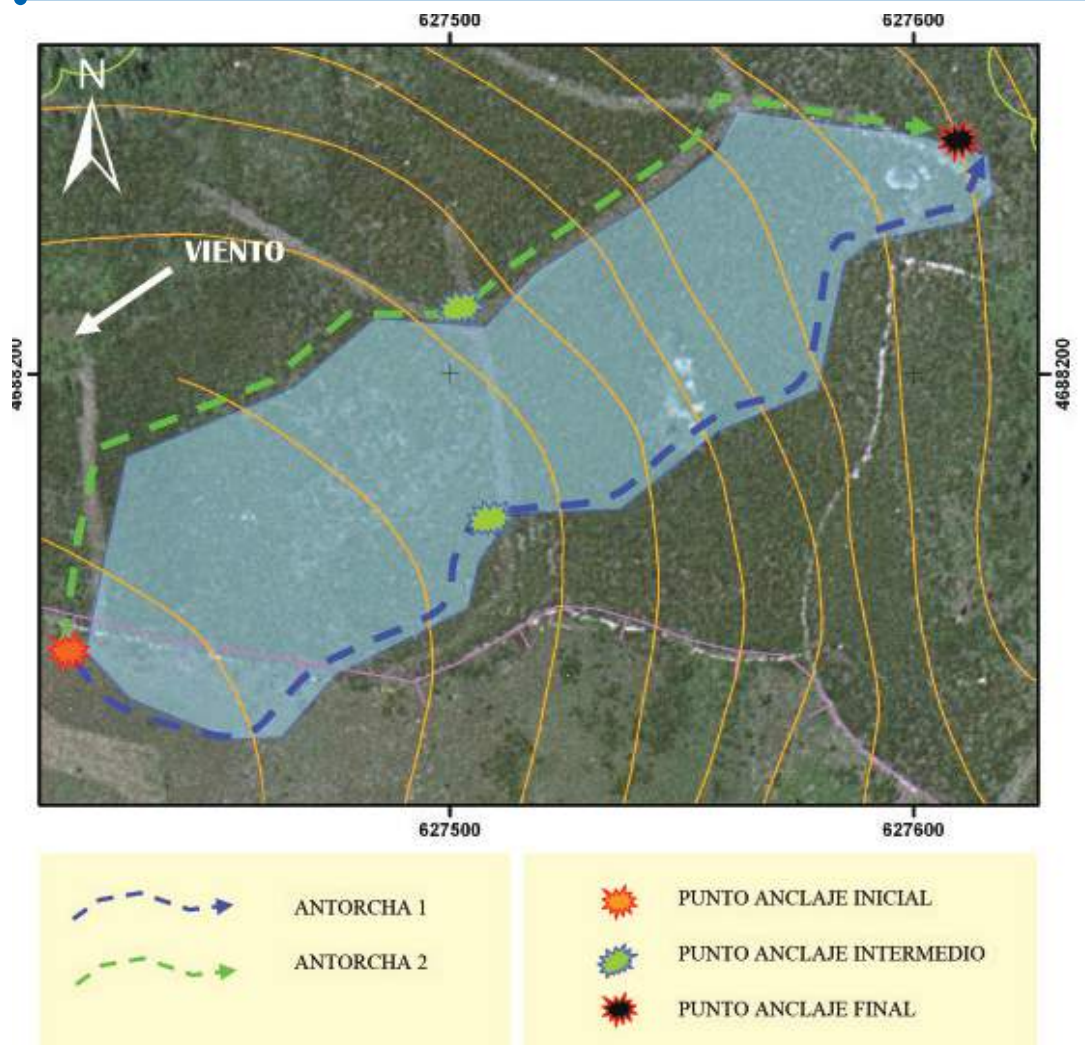 627500 627600
N
VIENTO
4688200 4688200
627500 627600
ANTORCHA 1
ANTORCHA 2
PUNTO ANCLAJE INICIAL
PUNTO ANCLAJE INTERMEDIO
PUNTO ANCLAJE FINAL